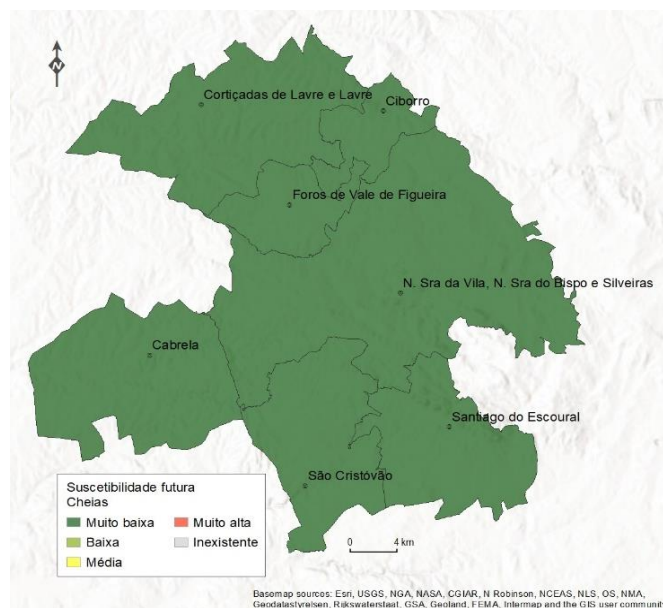 N
Cortiçadas de Lavre e Lavre
Ciborro
Foros de Vale de Figueira
N. Sra da Vila, N. Sra do Bispo e Silveiras
Cabrela
Santiago do Escoural
São Cristóvão
Suscetibilidade futura
Cheias
Muito baixa
Muito alta
Baixa
Inexistente
Média
0 4 km
Basemap sources: Esri, USGS, NGA, NASA, CGIAR, N Robinson, NCEAS, NLS, OS, NMA,
Geodatastyrelsen, Rijkswaterstaat, GSA, Geoland, FEMA, Intermap and the GIS user community